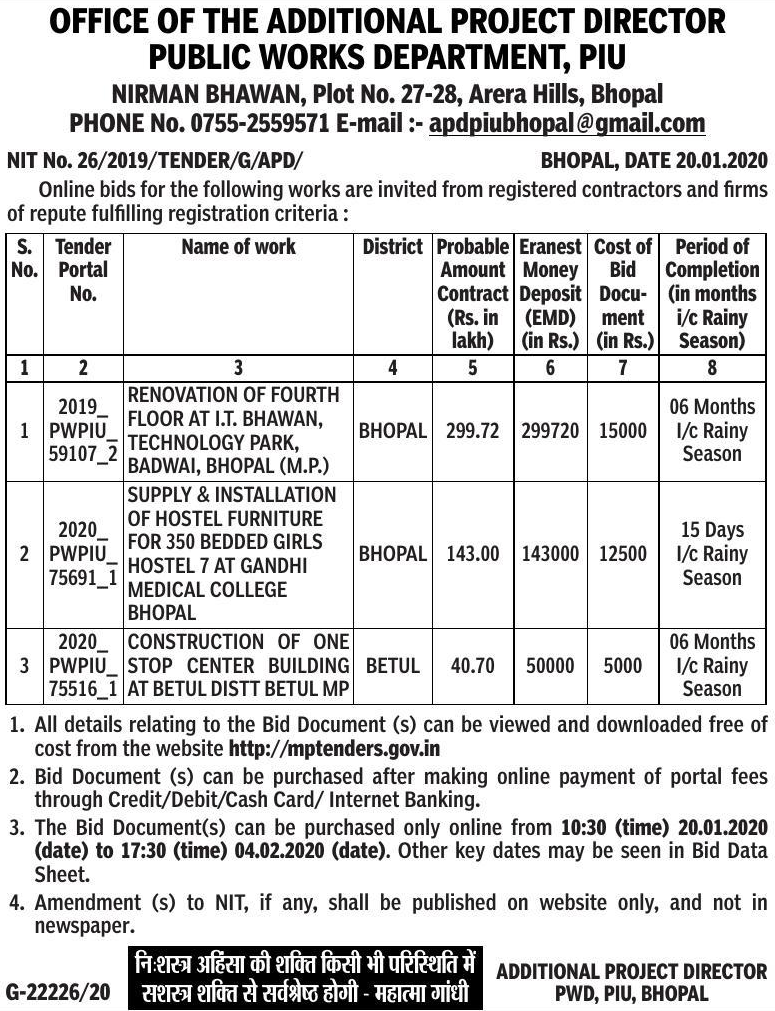 OFFICE OF THE ADDITIONAL PROJECT DIRECTOR
PUBLIC WORKS DEPARTMENT, PIU
NIRMAN BHAWAN, Plot No. 27-28, Arera Hills, Bhopal
PHONE No. 0755-2559571 E-mail :- apdpiubhopal@gmail.com
NIT No. 26/2019/TENDER/G/APD/ BHOPAL, DATE 20.01.2020
Online bids for the following works are invited from registered contractors and firms
of repute fulfilling registration criteria :
S. Tender Name of work District Probable Eranest Cost of Period of
No. Portal Amount Money Bid Completion
No. Contract Deposit Docu- (in months
(Rs. in (EMD) ment i/c Rainy
lakh) (in Rs.) (in Rs.) Season)
1 2 3 4 5 6 7 8
1
2019_
PWPIU_
59107_2
RENOVATION OF FOURTH
FLOOR AT I.T. BHAWAN,
TECHNOLOGY PARK,
BADWAI, BHOPAL (M.P.)
BHOPAL
299.72
299720
15000
06 Months
I/c Rainy
Season
2
2020_
PWPIU_
75691_1
SUPPLY & INSTALLATION
OF HOSTEL FURNITURE
FOR 350 BEDDED GIRLS
HOSTEL 7 AT GANDHI
MEDICAL COLLEGE
BHOPAL
BHOPAL
143.00
143000
12500
15 Days
I/c Rainy
Season
3
2020_
PWPIU_
75516_1
CONSTRUCTION OF ONE
STOP CENTER BUILDING
AT BETUL DISTT BETUL MP
BETUL
40.70
50000
5000
06 Months
I/c Rainy
Season
1. All details relating to the Bid Document (s) can be viewed and downloaded free of
cost from the website http://mptenders.gov.in
2. Bid Document (s) can be purchased after making online payment of portal fees
through Credit/Debit/Cash Card/ Internet Banking.
3. The Bid Document(s) can be purchased only online from 10:30 (time) 20.01.2020
(date) to 17:30 (time) 04.02.2020 (date). Other key dates may be seen in Bid Data
Sheet.
4. Amendment (s) to NIT, if any, shall be published on website only, and not in
newspaper.
G-22226/20
निःशस्त्र अहिंसा की शक्ति किसी भी परिस्थिति में
सशस्त्र शक्ति से सर्वश्रेष्ठ होगी - महात्मा गांधी
ADDITIONAL PROJECT DIRECTOR
PWD, PIU, BHOPAL